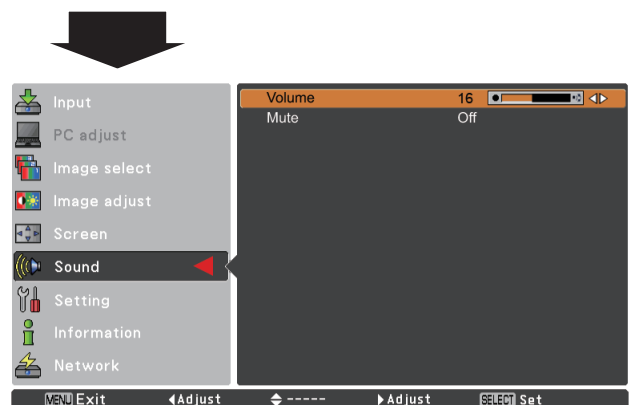 Input
PC adjust
Image select
Image adjust
Screen
Sound
Setting
Information
Network
Volume 16
Mute Off
MENU Exit ◀Adjust ◆ ----- ▶Adjust SELECT Set